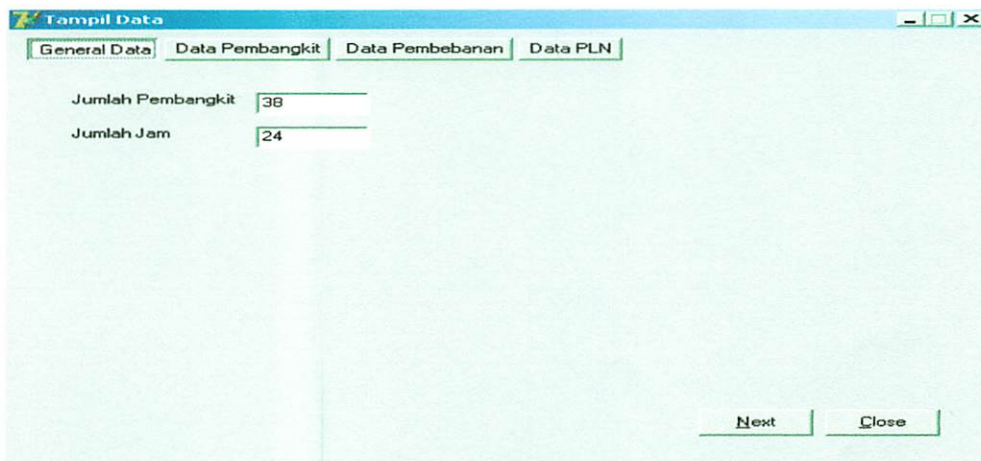 Tampil Data
General Data Data Pembangkit Data Pembebanan Data PLN
Jumlah Pembangkit 38
Jumlah Jam 24
Next Close